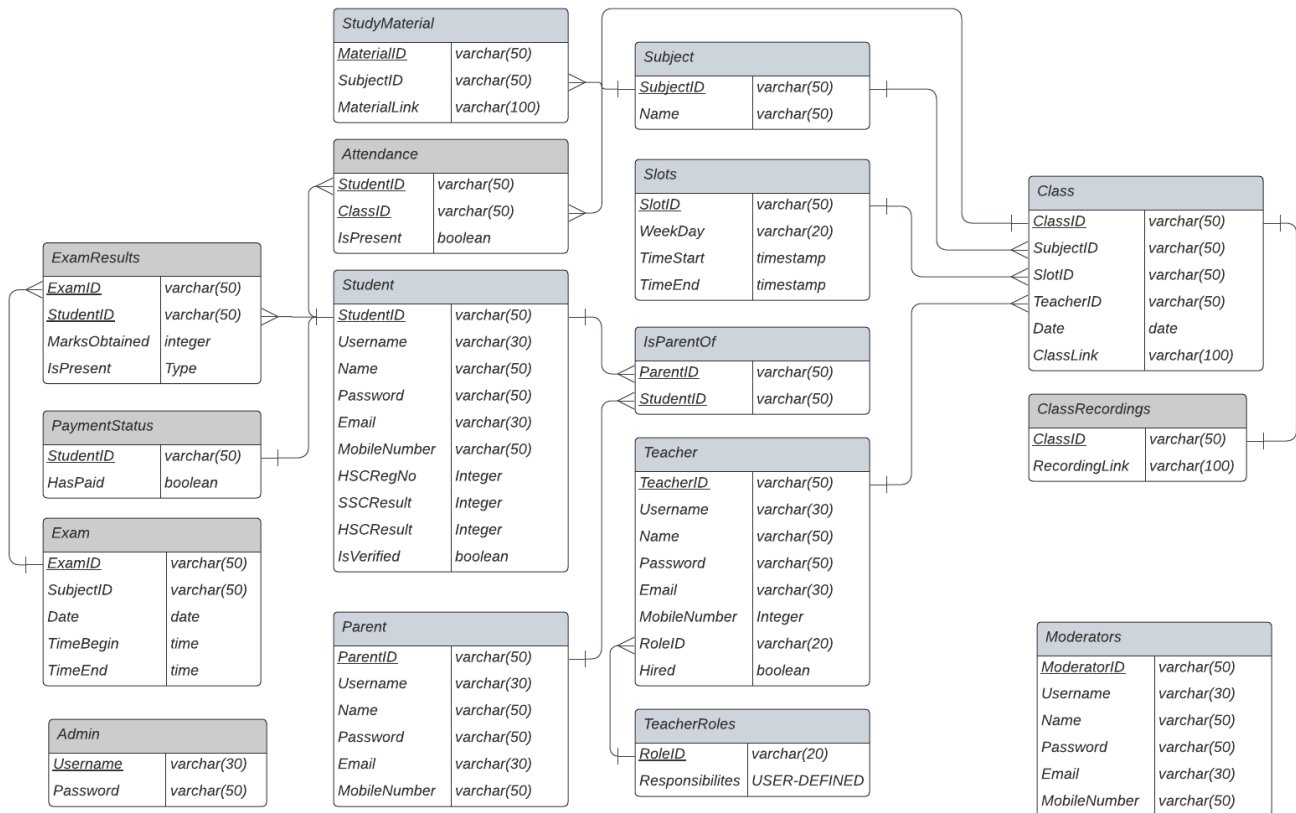 StudyMaterial
MaterialID varchar(50)
SubjectID varchar(50)
MaterialLink varchar(100)
Subject
SubjectID varchar(50)
Name varchar(50)
Attendance
StudentID varchar(50)
ClassID varchar(50)
IsPresent boolean
Slots
SlotID varchar(50)
WeekDay varchar(20)
TimeStart timestamp
TimeEnd timestamp
Class
ClassID varchar(50)
SubjectID varchar(50)
SlotID varchar(50)
TeacherID varchar(50)
Date date
ClassLink varchar(100)
ExamResults
ExamID varchar(50)
StudentID varchar(50)
MarksObtained integer
IsPresent Type
Student
StudentID varchar(50)
Username varchar(30)
Name varchar(50)
Password varchar(50)
Email varchar(30)
MobileNumber varchar(50)
HSCRegNo Integer
SSCResult Integer
HSCResult Integer
IsVerified boolean
IsParentOf
ParentID varchar(50)
StudentID varchar(50)
ClassRecordings
ClassID varchar(50)
RecordingLink varchar(100)
PaymentStatus
StudentID varchar(50)
HasPaid boolean
Teacher
TeacherID varchar(50)
Username varchar(30)
Name varchar(50)
Password varchar(50)
Email varchar(30)
MobileNumber Integer
RoleID varchar(20)
Hired boolean
Exam
ExamID varchar(50)
SubjectID varchar(50)
Date date
TimeBegin time
TimeEnd time
Parent
ParentID varchar(50)
Username varchar(30)
Name varchar(50)
Password varchar(50)
Email varchar(30)
MobileNumber varchar(50)
Moderators
ModeratorID varchar(50)
Username varchar(30)
Name varchar(50)
Password varchar(50)
Email varchar(30)
MobileNumber varchar(50)
Admin
Username varchar(30)
Password varchar(50)
TeacherRoles
RoleID varchar(20)
Responsibilites USER-DEFINED